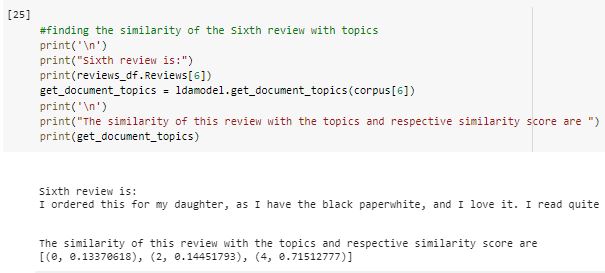 [25]
#finding the similarity of the Sixth review with topics
print('\n')
print("Sixth review is:")
print(reviews_df.Reviews[6])
get_document_topics = ldamodel.get_document_topics(corpus[6])
print('\n')
print("The similarity of this review with the topics and respective similarity score are ")
print(get_document_topics)
Sixth review is:
I ordered this for my daughter, as I have the black paperwhite, and I love it. I read quite
The similarity of this review with the topics and respective similarity score are
[(0, 0.13370618), (2, 0.14451793), (4, 0.71512777)]